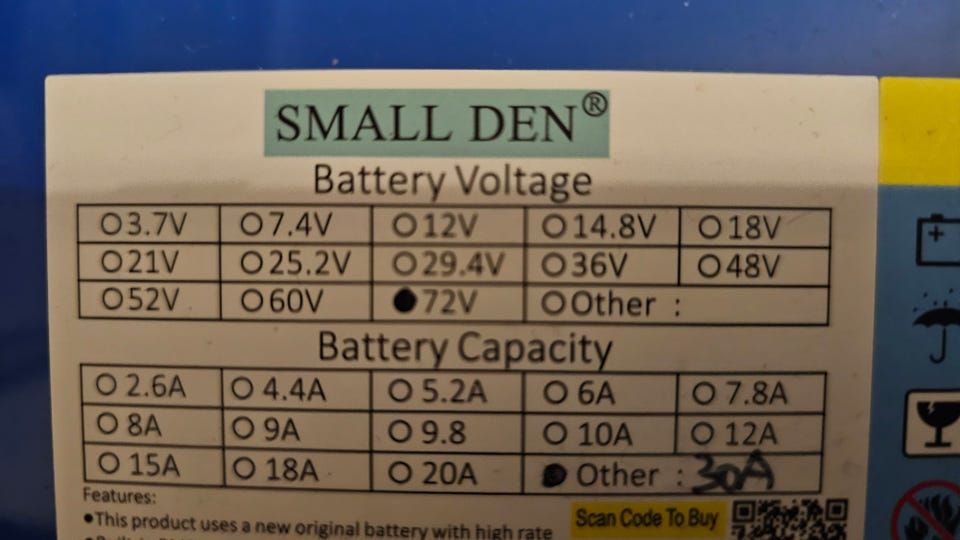 SMALL DEN®
Battery Voltage
○3.7V ○7.4V ○12V ○14.8V ○18V
○21V ○25.2V ○29.4V ○36V ○48V
○52V ○60V ●72V ○Other :
Battery Capacity
○ 2.6A ○ 4.4A ○ 5.2A ○ 6A ○ 7.8A
○ 8A ○ 9A ○ 9.8 ○ 10A ○ 12A
○ 15A ○ 18A ○ 20A ● Other : 30A
Features:
●This product uses a new original battery with high rate
Scan Code To Buy